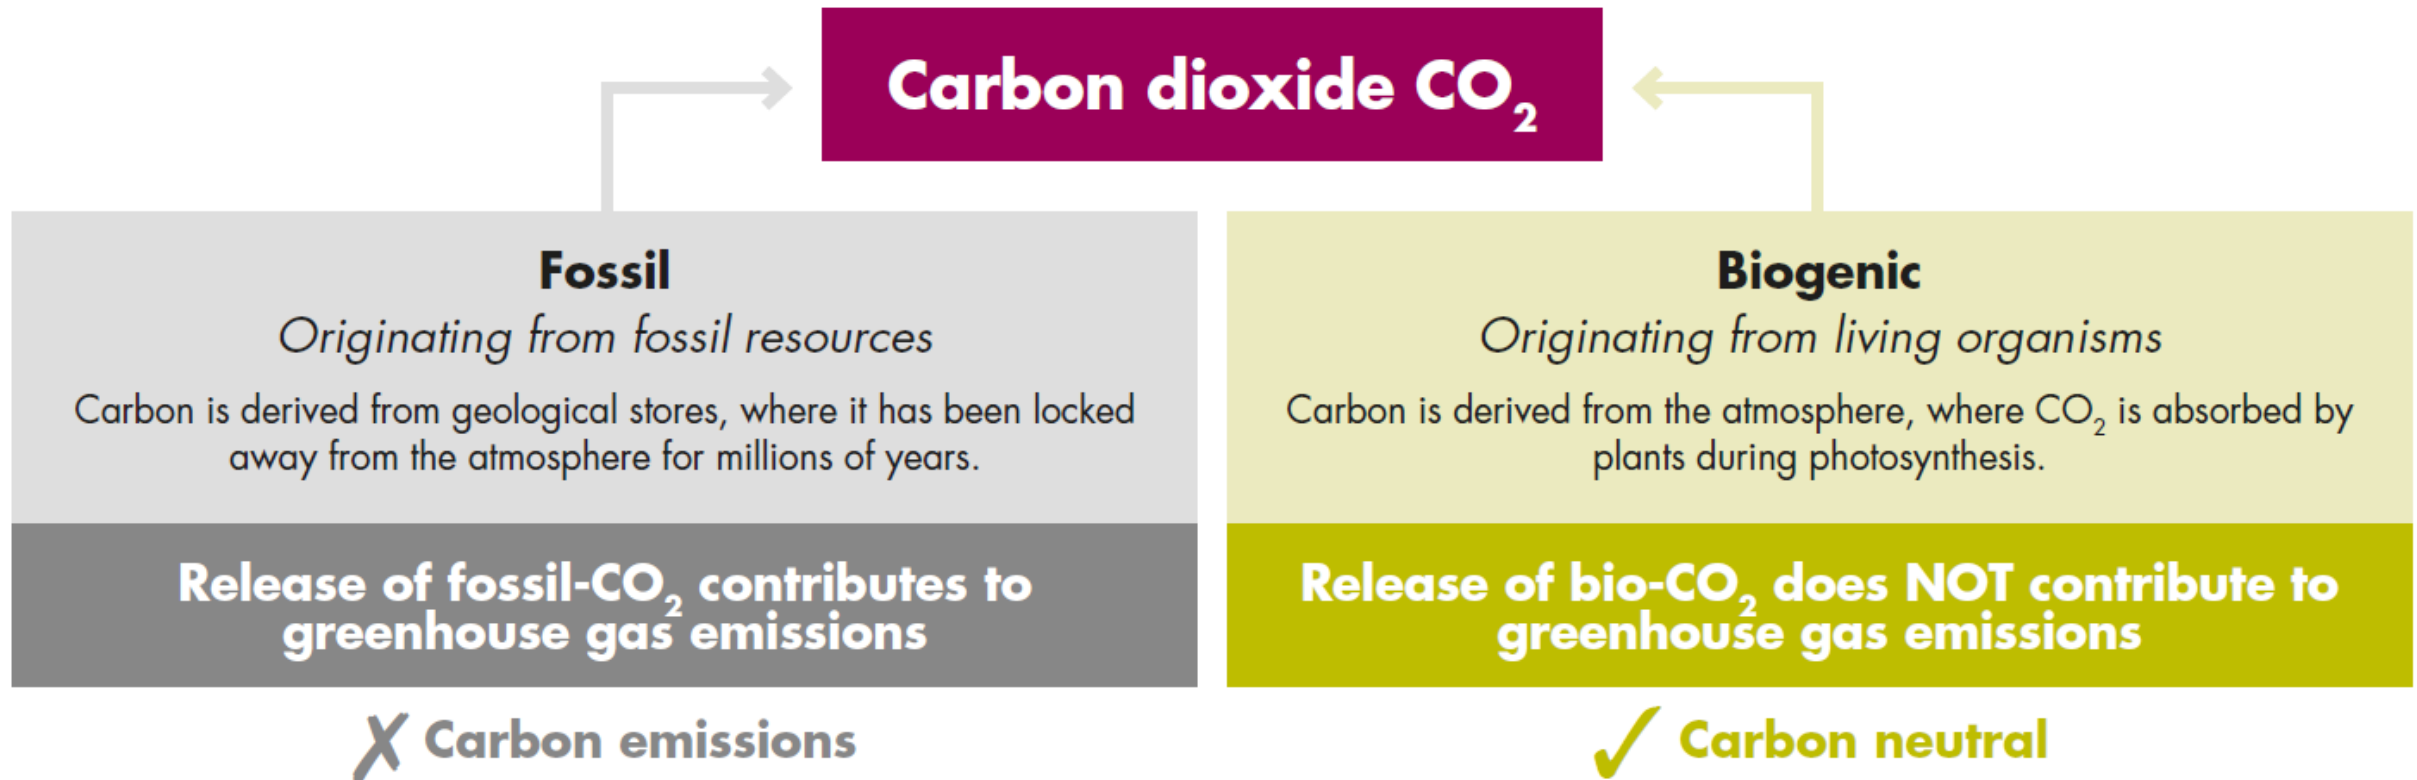 Carbon dioxide CO₂
Fossil
Originating from fossil resources
Carbon is derived from geological stores, where it has been locked
away from the atmosphere for millions of years.
Release of fossil-CO₂ contributes to
greenhouse gas emissions
✗ Carbon emissions
Biogenic
Originating from living organisms
Carbon is derived from the atmosphere, where CO₂ is absorbed by
plants during photosynthesis.
Release of bio-CO₂ does NOT contribute to
greenhouse gas emissions
✓ Carbon neutral